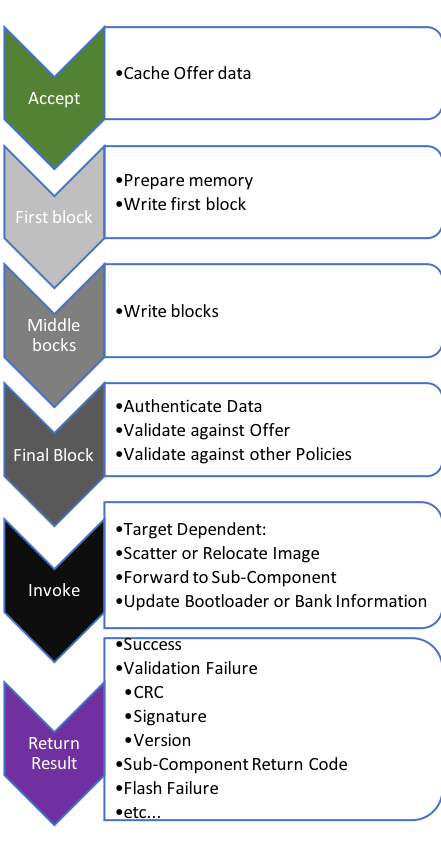 Accept
•Cache Offer data
First block
•Prepare memory
•Write first block
Middle
bocks
•Write blocks
Final Block
•Authenticate Data
•Validate against Offer
•Validate against other Policies
Invoke
•Target Dependent:
•Scatter or Relocate Image
•Forward to Sub-Component
•Update Bootloader or Bank Information
Return
Result
•Success
•Validation Failure
•CRC
•Signature
•Version
•Sub-Component Return Code
•Flash Failure
•etc...